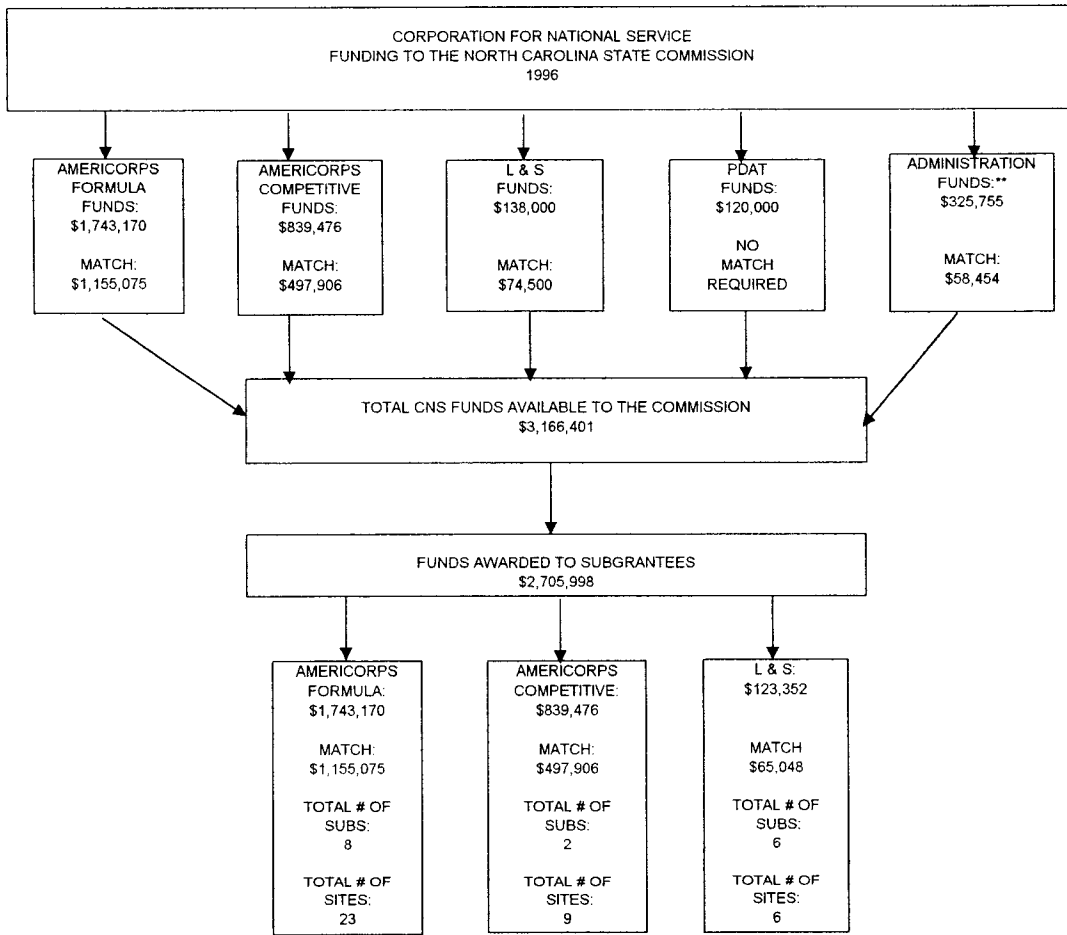 CORPORATION FOR NATIONAL SERVICE
FUNDING TO THE NORTH CAROLINA STATE COMMISSION
1996
AMERICORPS
FORMULA
FUNDS:
$1,743,170
MATCH:
$1,155,075
AMERICORPS
COMPETITIVE
FUNDS:
$839,476
MATCH:
$497,906
L & S
FUNDS:
$138,000
MATCH:
$74,500
PDAT
FUNDS:
$120,000
NO
MATCH
REQUIRED
ADMINISTRATION
FUNDS:**
$325,755
MATCH:
$58,454
TOTAL CNS FUNDS AVAILABLE TO THE COMMISSION
$3,166,401
FUNDS AWARDED TO SUBGRANTEES
$2,705,998
AMERICORPS
FORMULA:
$1,743,170
MATCH:
$1,155,075
TOTAL # OF
SUBS:
8
TOTAL # OF
SITES:
23
AMERICORPS
COMPETITIVE:
$839,476
MATCH:
$497,906
TOTAL # OF
SUBS:
2
TOTAL # OF
SITES:
9
L & S:
$123,352
MATCH
$65,048
TOTAL # OF
SUBS:
6
TOTAL # OF
SITES:
6